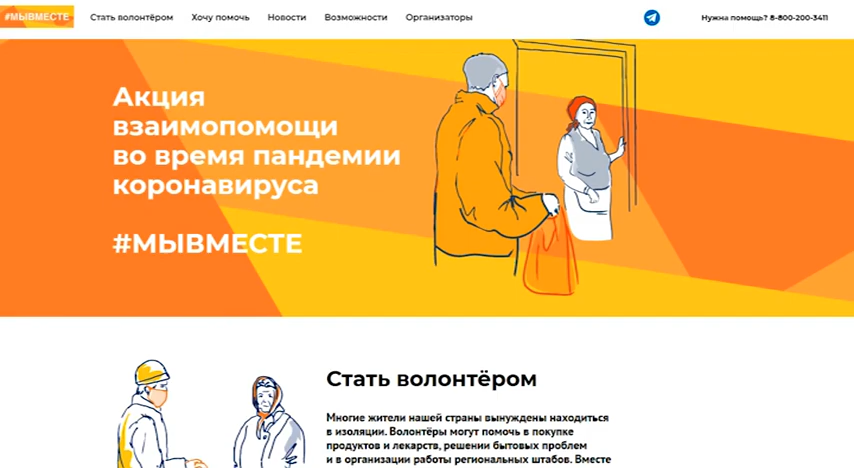 #МЫВМЕСТЕ
Стать волонтёром
Хочу помочь
Новости
Возможности
Организаторы
Нужна помощь? 8-800-200-3411
Акция
взаимопомощи
во время пандемии
коронавируса
#МЫВМЕСТЕ
Стать волонтёром
Многие жители нашей страны вынуждены находиться
в изоляции. Волонтёры могут помочь в покупке
продуктов и лекарств, решении бытовых проблем
и в организации работы региональных штабов. Вместе